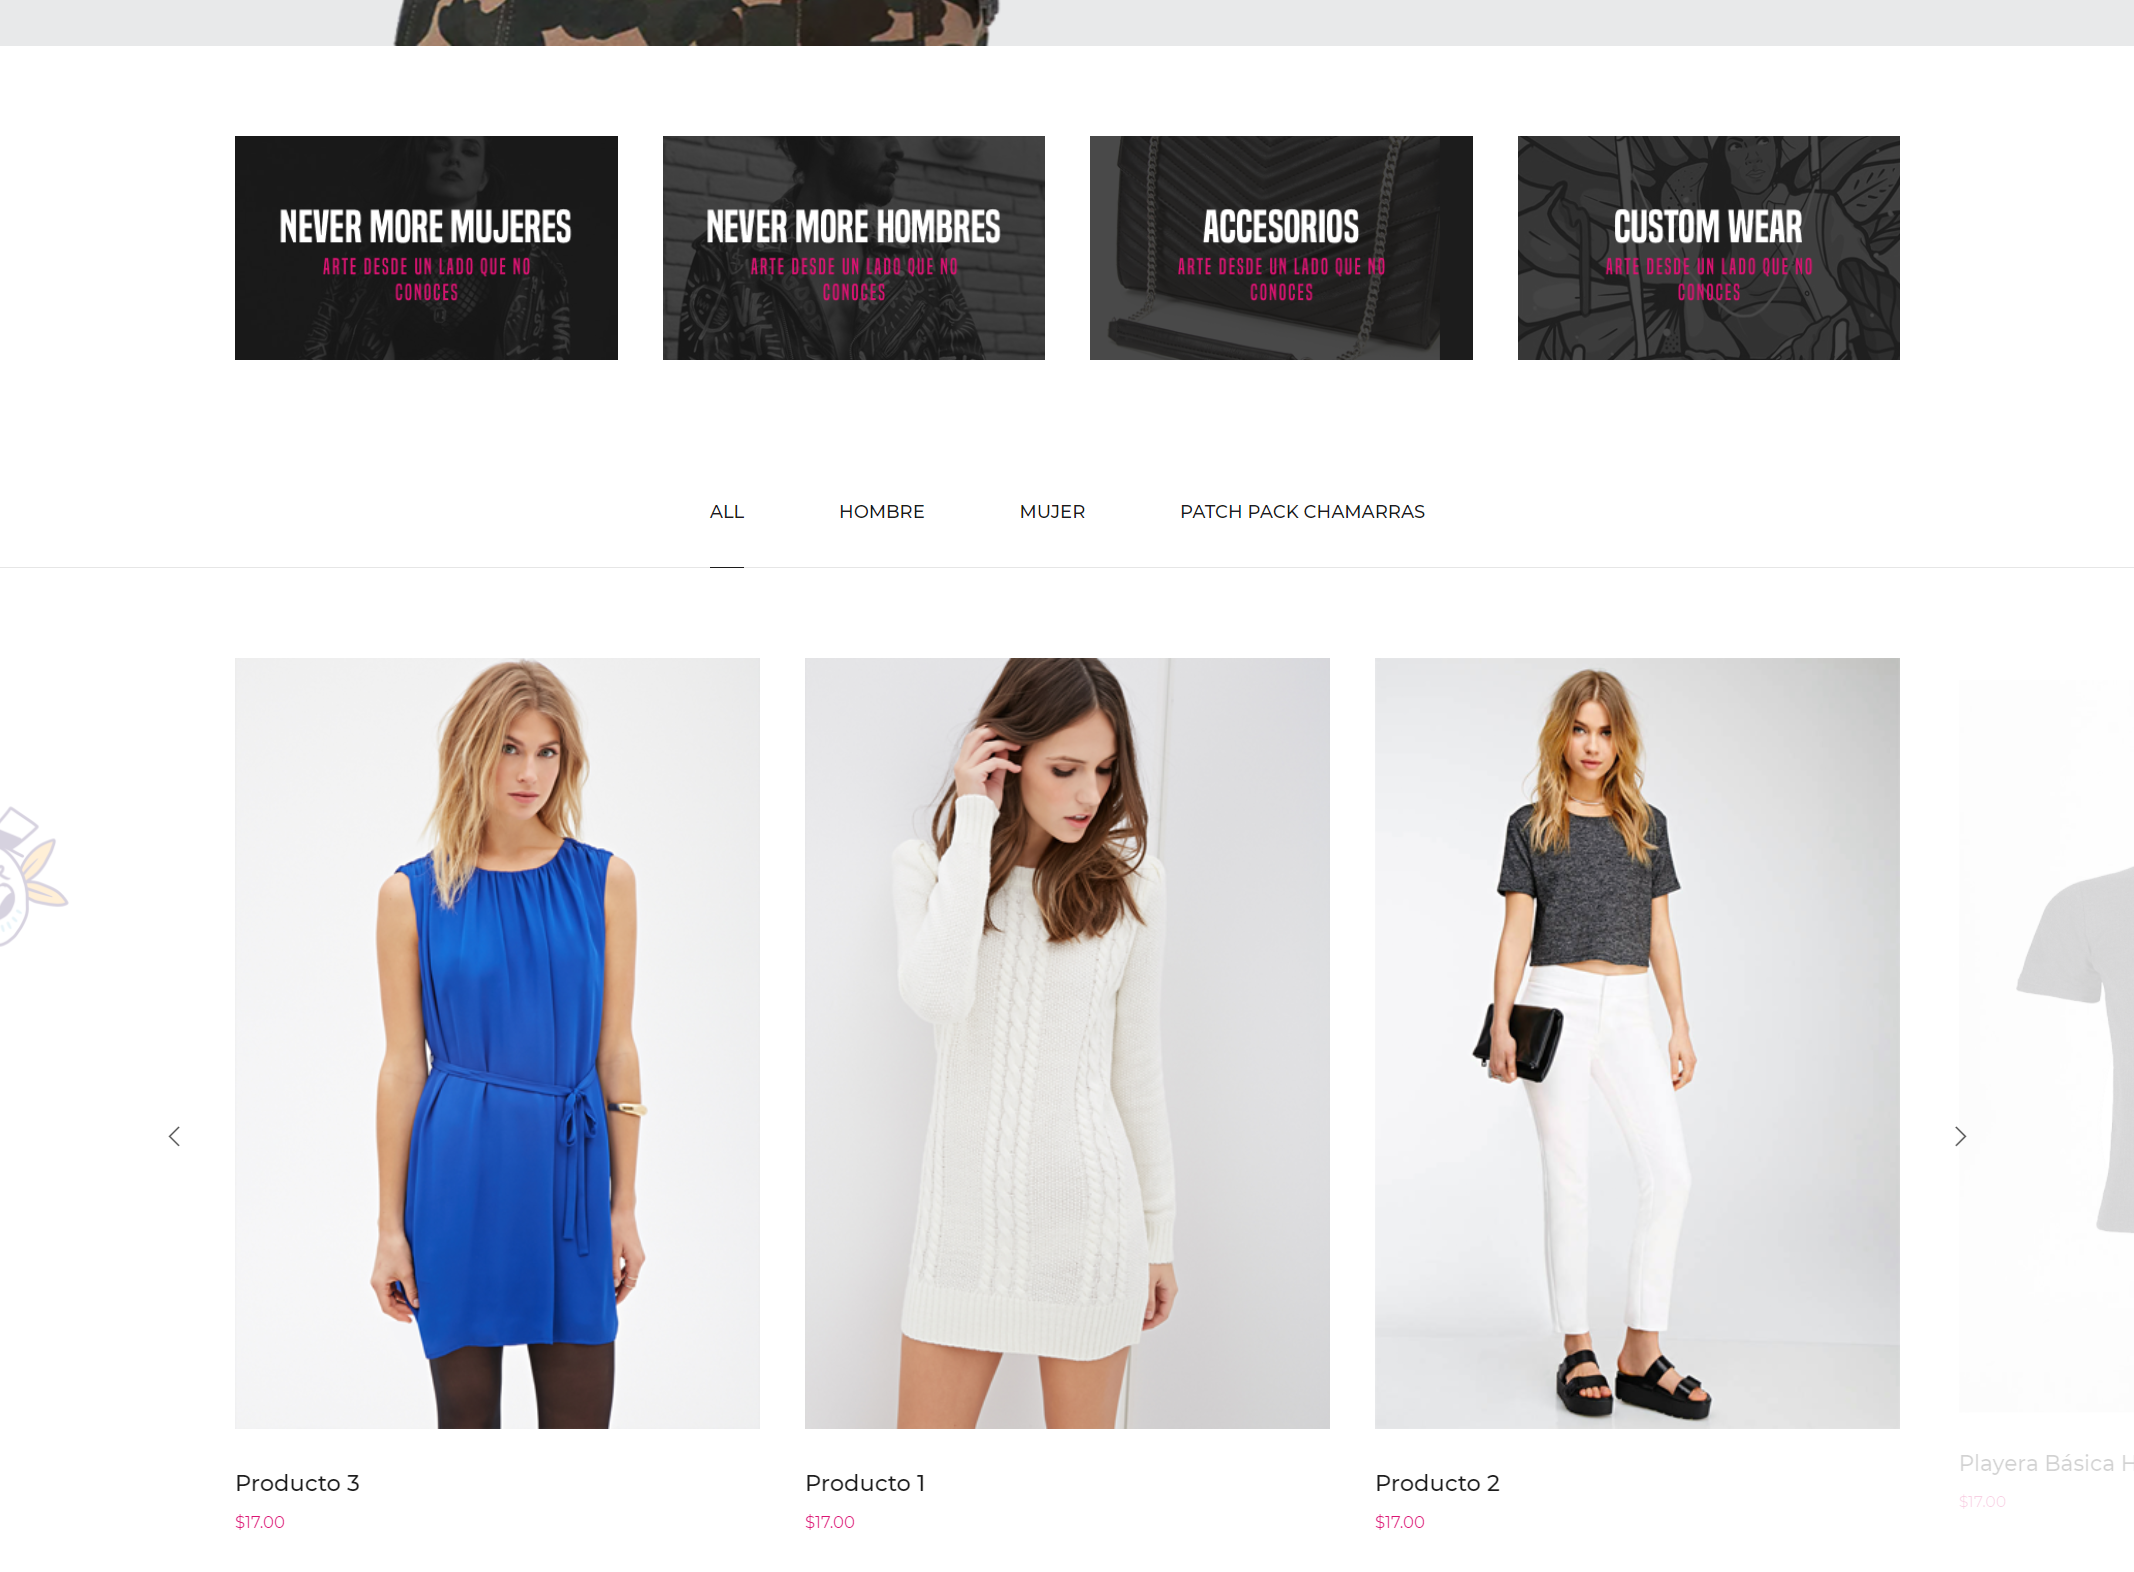 NEVER MORE MUJERES
ARTE DESDE UN LADO QUE NO
CONOCES
NEVER MORE HOMBRES
ARTE DESDE UN LADO QUE NO
CONOCES
ACCESORIOS
ARTE DESDE UN LADO QUE NO
CONOCES
CUSTOM WEAR
ARTE DESDE UN LADO QUE NO
CONOCES
ALL
HOMBRE
MUJER
PATCH PACK CHAMARRAS
Producto 3
$17.00
Producto 1
$17.00
Producto 2
$17.00
Playera Básica H
$17.00